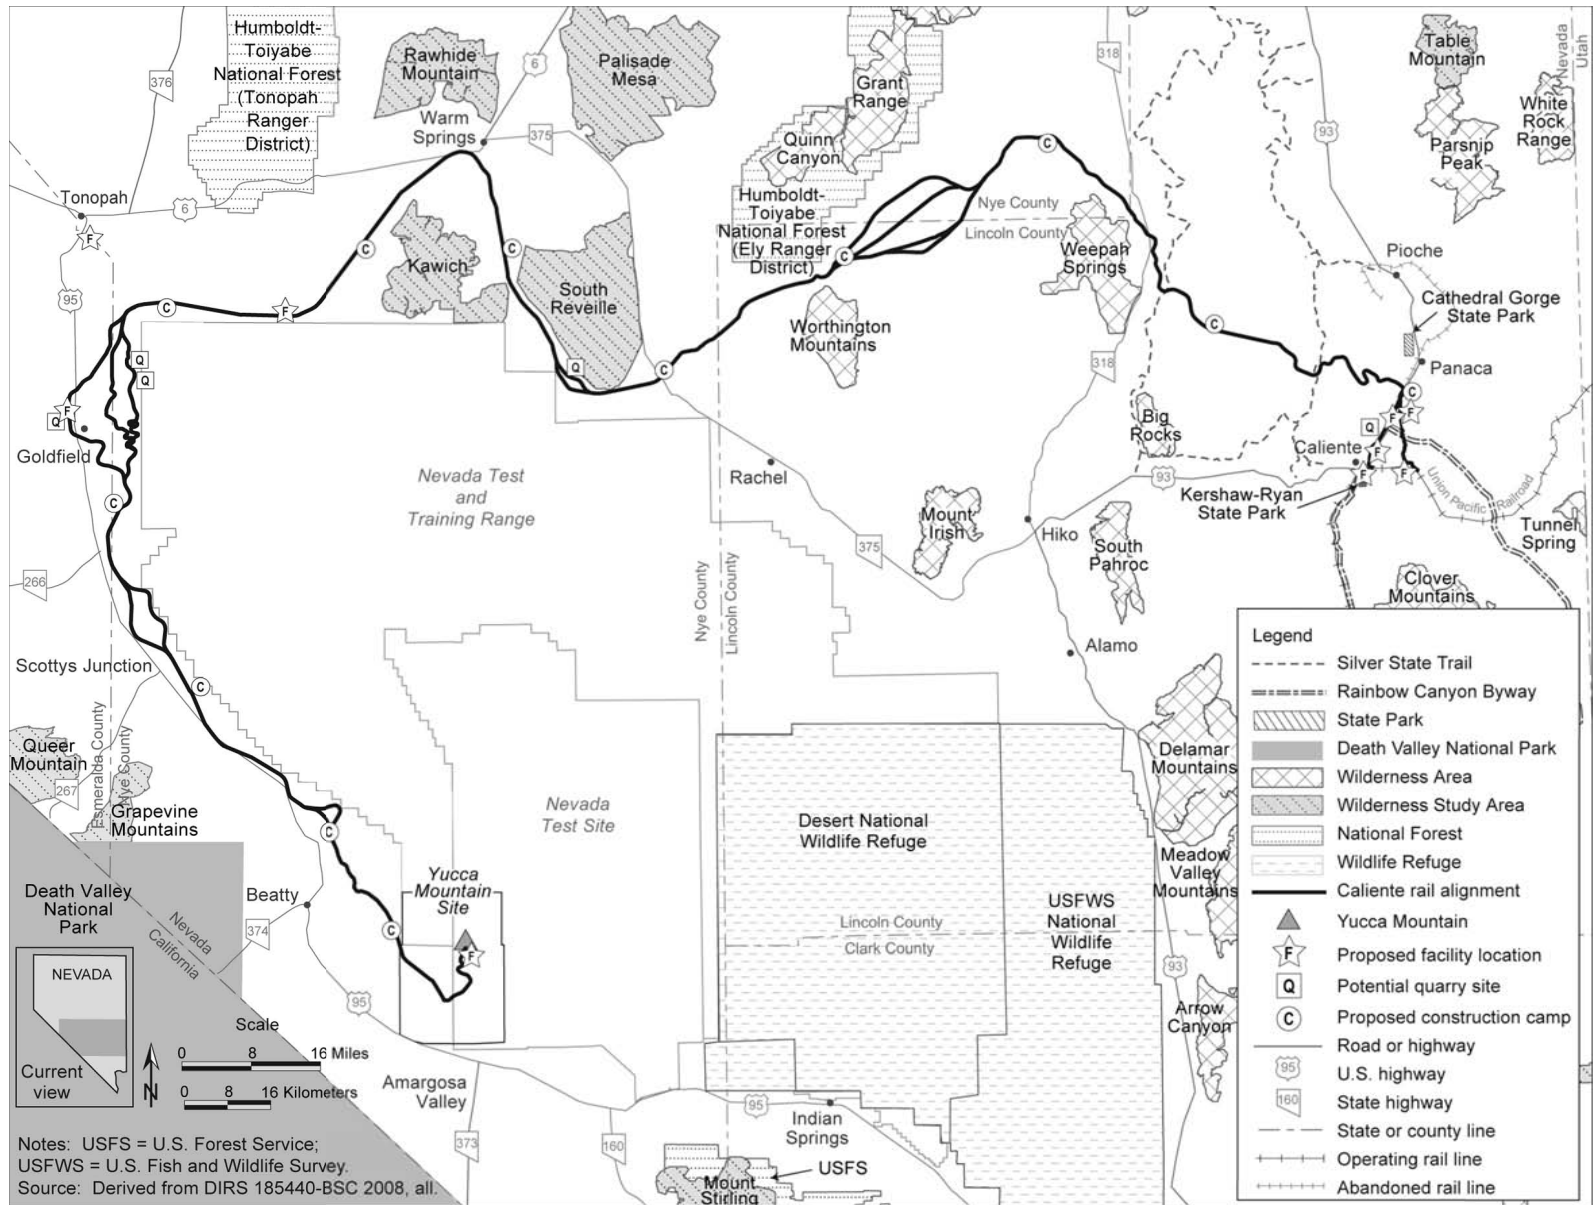 Humboldt-
Toiyabe
National Forest
(Tonopah
Ranger
District)
376
Rawhide
Mountain
Warm
Springs
6
375
Palisade
Mesa
Grant
Range
Quinn
Canyon
Humboldt-
Toiyabe
National Forest
(Ely Ranger
District)
318
Nye County
Lincoln County
Weepah
Springs
93
Table
Mountain
Parsnip
Peak
White
Rock
Range
Nevada
Utah
Tonopah
6
F
95
C
C
F
C
Kawich
C
South
Reveille
Q
C
Worthington
Mountains
C
C
Pioche
Cathedral Gorge
State Park
Panaca
318
Big
Rocks
Caliente
C
F
F
Q
F
F
F
Kershaw-Ryan
State Park
93
Union Pacific Railroad
Tunnel
Spring
Clover
Mountains
Q
Q
F
Q
Goldfield
C
266
Nevada Test
and
Training Range
Rachel
Mount
Irish
375
Hiko
South
Pahroc
Nye County
Lincoln County
Alamo
Scottys Junction
C
Esmeralda County
Nye County
Queer
Mountain
267
Grapevine
Mountains
C
Nevada
Test Site
Desert National
Wildlife Refuge
Delamar
Mountains
Meadow
Valley
Mountains
Death Valley
National
Park
Nevada
California
Beatty
374
C
Yucca
Mountain
Site
F
Lincoln County
Clark County
USFWS
National
Wildlife
Refuge
93
Arrow
Canyon
95
NEVADA
Current
view
N
Scale
0 8 16 Miles
0 8 16 Kilometers
Amargosa
Valley
373
160
95
Indian
Springs
USFS
Mount
Stirling
Notes: USFS = U.S. Forest Service;
USFWS = U.S. Fish and Wildlife Survey.
Source: Derived from DIRS 185440-BSC 2008, all.
Legend
Silver State Trail
Rainbow Canyon Byway
State Park
Death Valley National Park
Wilderness Area
Wilderness Study Area
National Forest
Wildlife Refuge
Caliente rail alignment
Yucca Mountain
F Proposed facility location
Q Potential quarry site
C Proposed construction camp
Road or highway
95 U.S. highway
160 State highway
State or county line
Operating rail line
Abandoned rail line